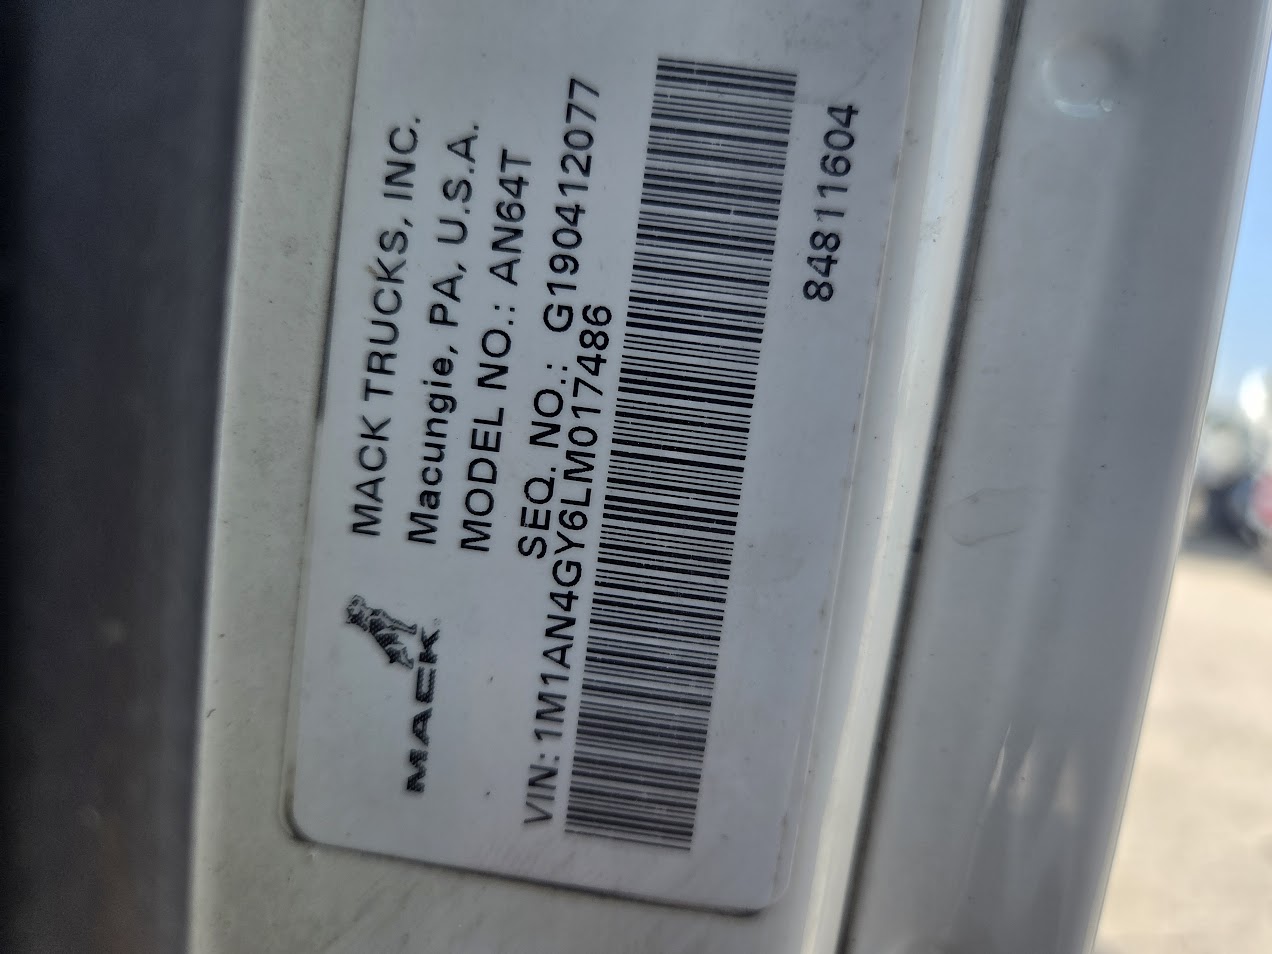 MACK
MACK TRUCKS, INC.
Macungie, PA, U.S.A.
MODEL NO.: AN64T
SEQ. NO.: G190412077
VIN:1M1AN4GY6LM017486
84811604